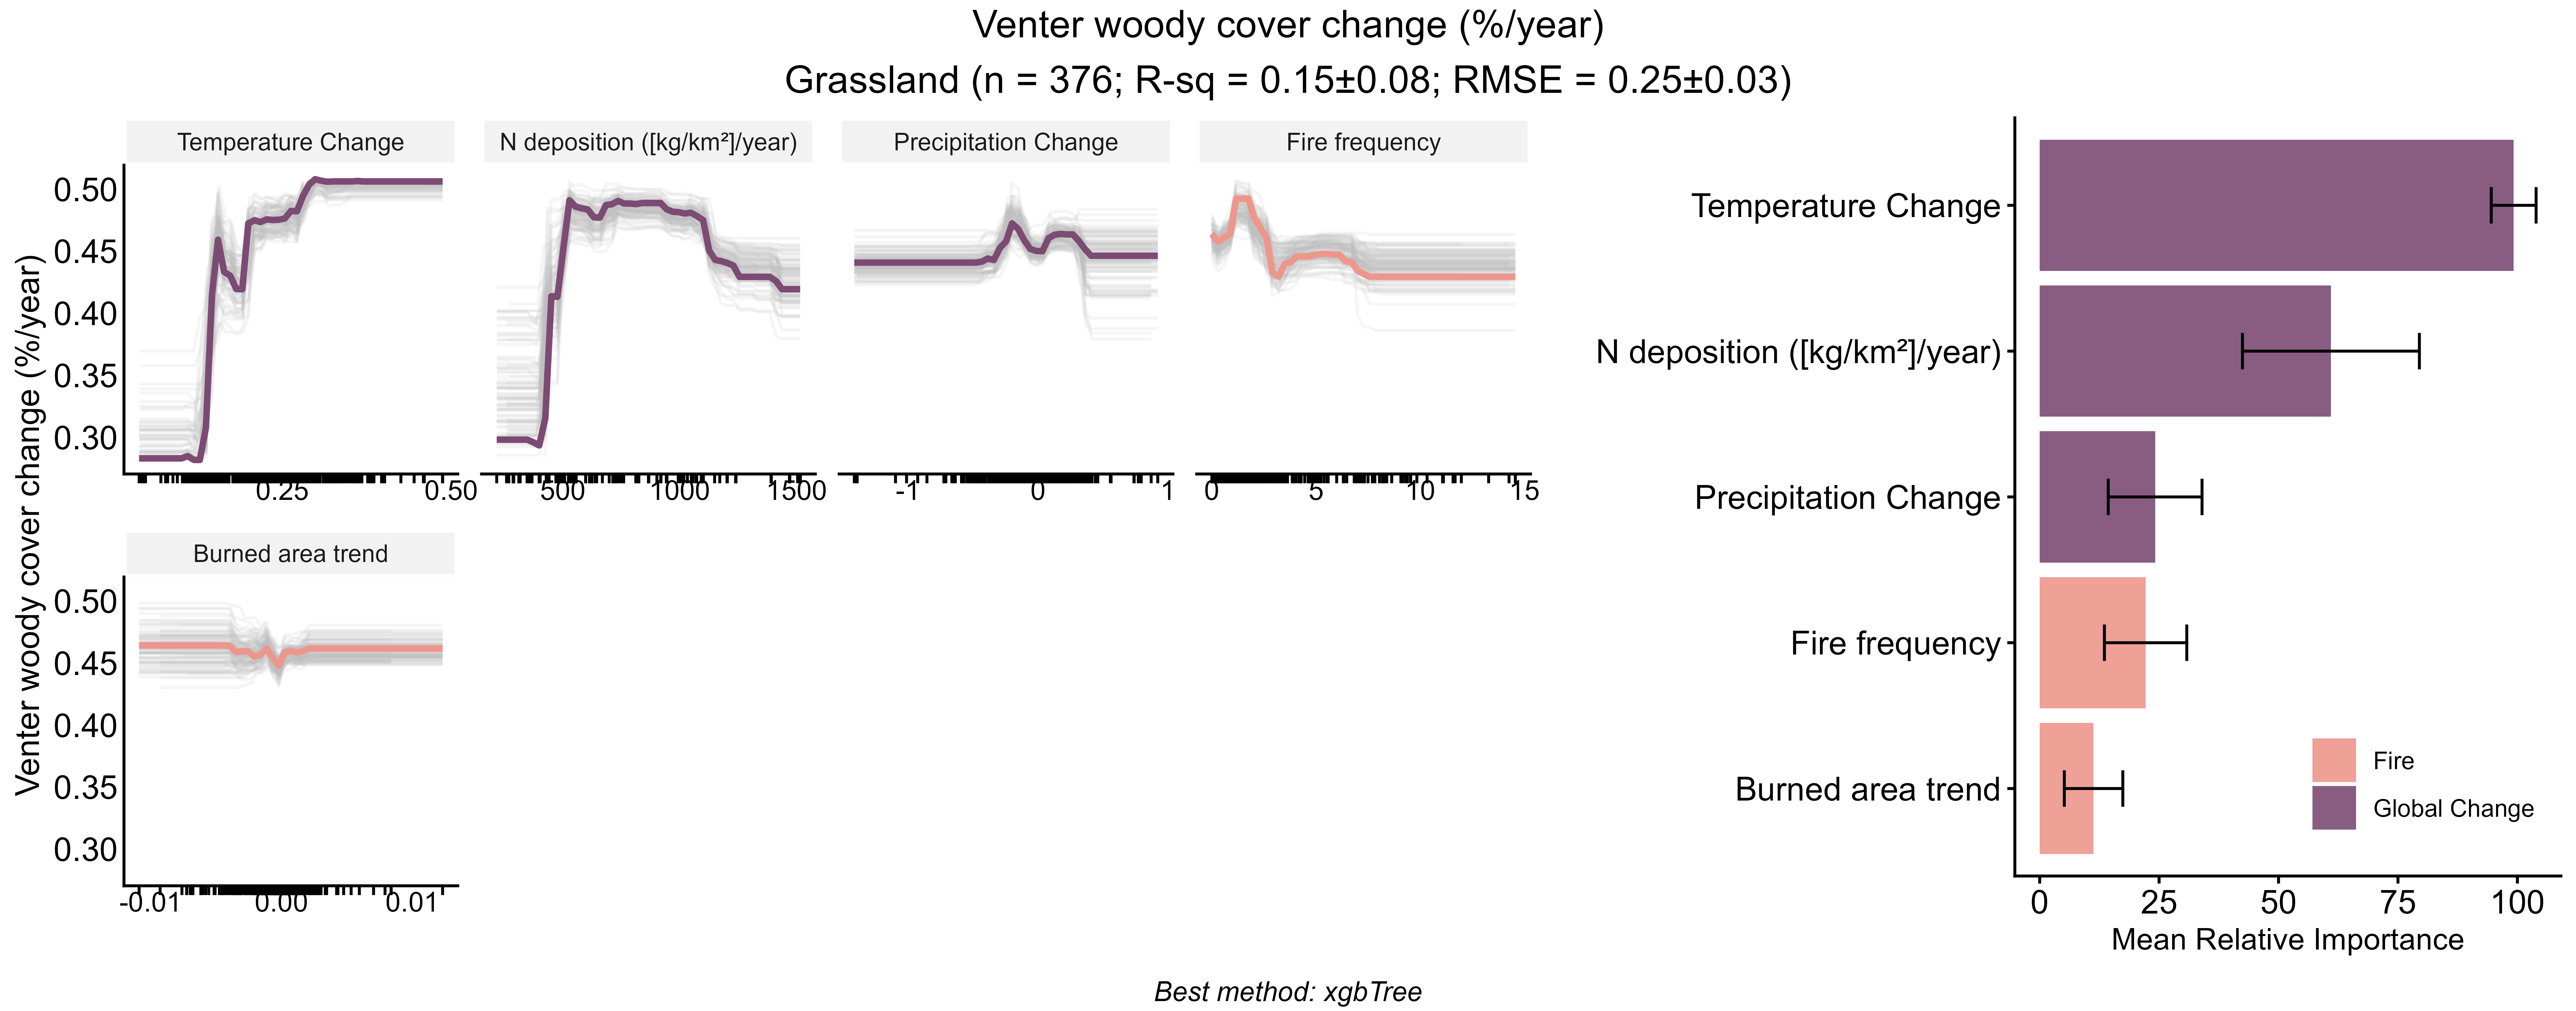 Venter woody cover change (%/year)
Grassland (n = 376; R-sq = 0.15±0.08; RMSE = 0.25±0.03)
Venter woody cover change (%/year)
Temperature Change
N deposition ([kg/km²]/year)
Precipitation Change
Fire frequency
0.50
0.45
0.40
0.35
0.30
0.25 0.50
500 1000 1500
-1 0 1
0 5 10 15
Burned area trend
0.50
0.45
0.40
0.35
0.30
-0.01 0.00 0.01
Temperature Change
N deposition ([kg/km²]/year)
Precipitation Change
Fire frequency
Burned area trend
Fire
Global Change
0 25 50 75 100
Mean Relative Importance
Best method: xgbTree